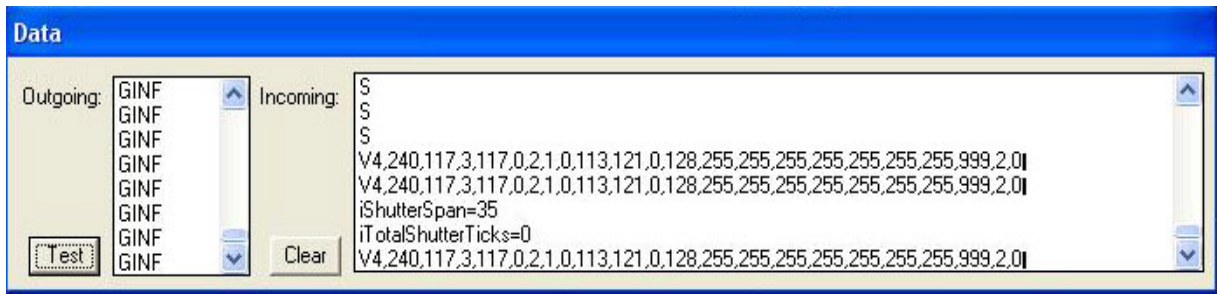 Data
Outgoing:
GINF
GINF
GINF
GINF
GINF
GINF
GINF
GINF
Test
Incoming:
Clear
S
S
S
V4,240,117,3,117,0,2,1,0,113,121,0,128,255,255,255,255,255,255,255,999,2,0
V4,240,117,3,117,0,2,1,0,113,121,0,128,255,255,255,255,255,255,255,999,2,0
iShutterSpan=35
iTotalShutterTicks=0
V4,240,117,3,117,0,2,1,0,113,121,0,128,255,255,255,255,255,255,255,999,2,0